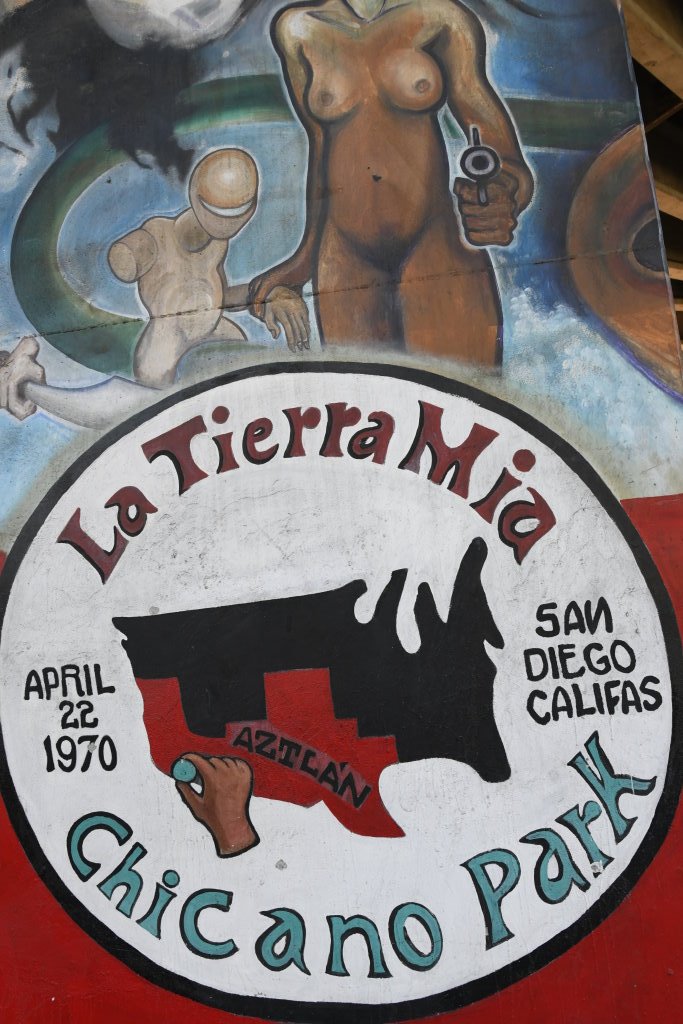 La Tierra Mia
APRIL
22
1970
SAN
DIEGO
CALIFAS
AZTLÁN
Chicano Park